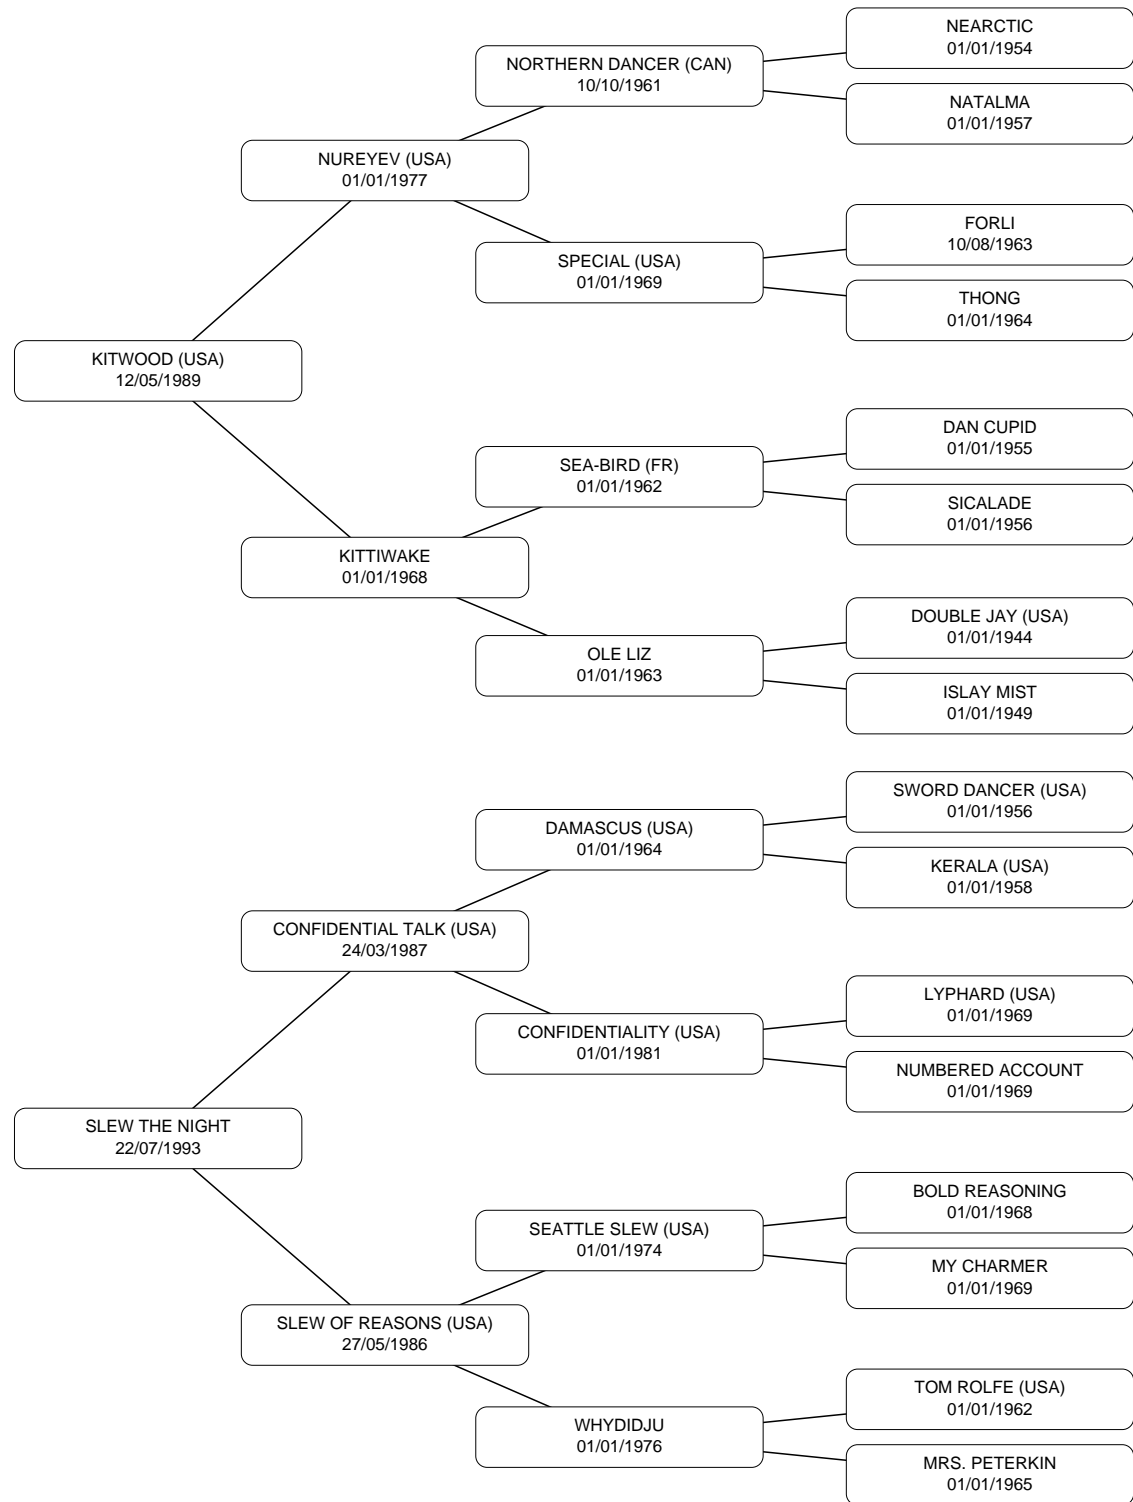 NEARCTIC
01/01/1954
NORTHERN DANCER (CAN)
10/10/1961
NATALMA
01/01/1957
NUREYEV (USA)
01/01/1977
FORLI
10/08/1963
SPECIAL (USA)
01/01/1969
THONG
01/01/1964
KITWOOD (USA)
12/05/1989
DAN CUPID
01/01/1955
SEA-BIRD (FR)
01/01/1962
SICALADE
01/01/1956
KITTIWAKE
01/01/1968
DOUBLE JAY (USA)
01/01/1944
OLE LIZ
01/01/1963
ISLAY MIST
01/01/1949
SWORD DANCER (USA)
01/01/1956
DAMASCUS (USA)
01/01/1964
KERALA (USA)
01/01/1958
CONFIDENTIAL TALK (USA)
24/03/1987
LYPHARD (USA)
01/01/1969
CONFIDENTIALITY (USA)
01/01/1981
NUMBERED ACCOUNT
01/01/1969
SLEW THE NIGHT
22/07/1993
BOLD REASONING
01/01/1968
SEATTLE SLEW (USA)
01/01/1974
MY CHARMER
01/01/1969
SLEW OF REASONS (USA)
27/05/1986
TOM ROLFE (USA)
01/01/1962
WHYDIDJU
01/01/1976
MRS. PETERKIN
01/01/1965